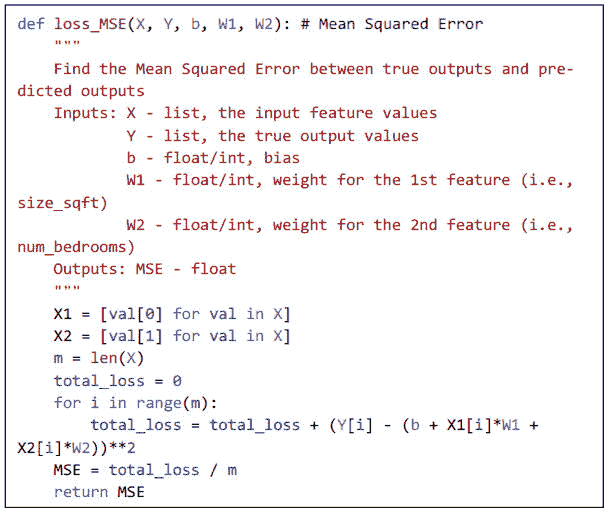 def loss_MSE(X, Y, b, W1, W2): # Mean Squared Error
    """
    Find the Mean Squared Error between true outputs and pre-
dicted outputs
    Inputs: X - list, the input feature values
            Y - list, the true output values
            b - float/int, bias
            W1 - float/int, weight for the 1st feature (i.e.,
size_sqft)
            W2 - float/int, weight for the 2nd feature (i.e.,
num_bedrooms)
    Outputs: MSE - float
    """
    X1 = [val[0] for val in X]
    X2 = [val[1] for val in X]
    m = len(X)
    total_loss = 0
    for i in range(m):
        total_loss = total_loss + (Y[i] - (b + X1[i]*W1 +
X2[i]*W2))**2
    MSE = total_loss / m
    return MSE